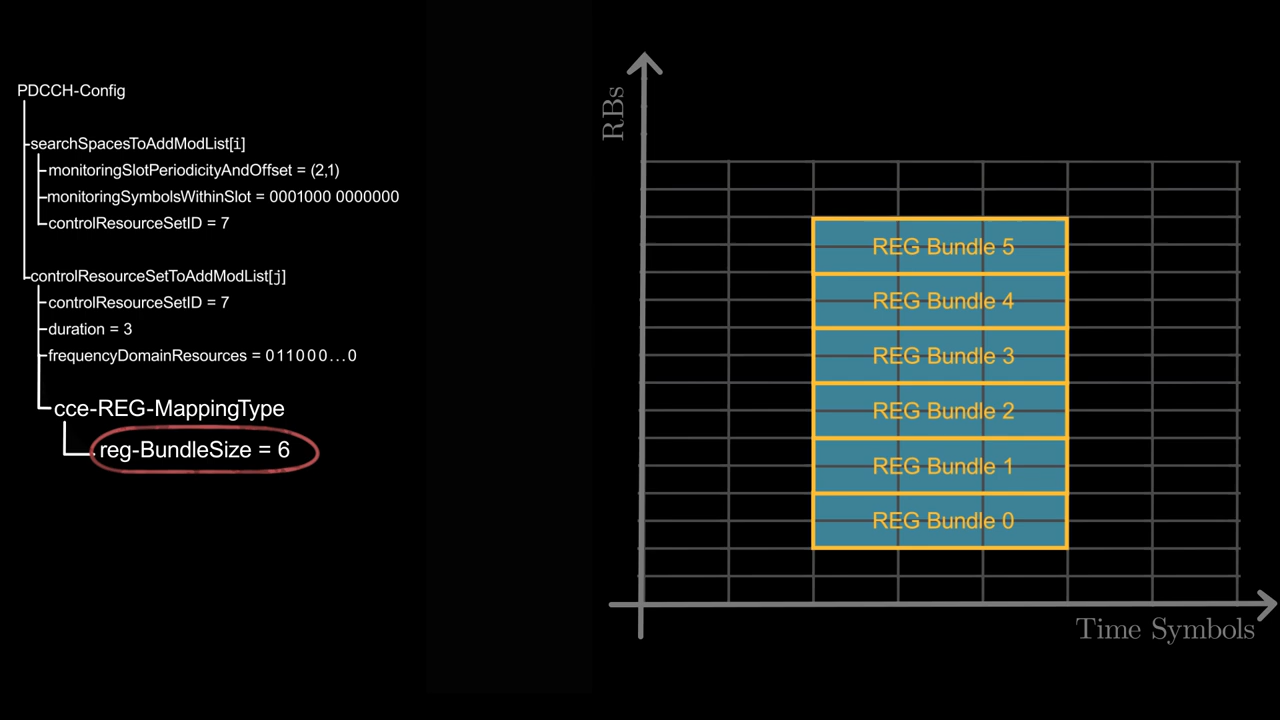 PDCCH-Config
searchSpacesToAddModList[i]
monitoringSlotPeriodicityAndOffset = (2,1)
monitoringSymbolsWithinSlot = 0001000 0000000
controlResourceSetID = 7
controlResourceSetToAddModList[j]
controlResourceSetID = 7
duration = 3
frequencyDomainResources = 011000...0
cce-REG-MappingType
reg-BundleSize = 6
RBs
REG Bundle 5
REG Bundle 4
REG Bundle 3
REG Bundle 2
REG Bundle 1
REG Bundle 0
Time Symbols